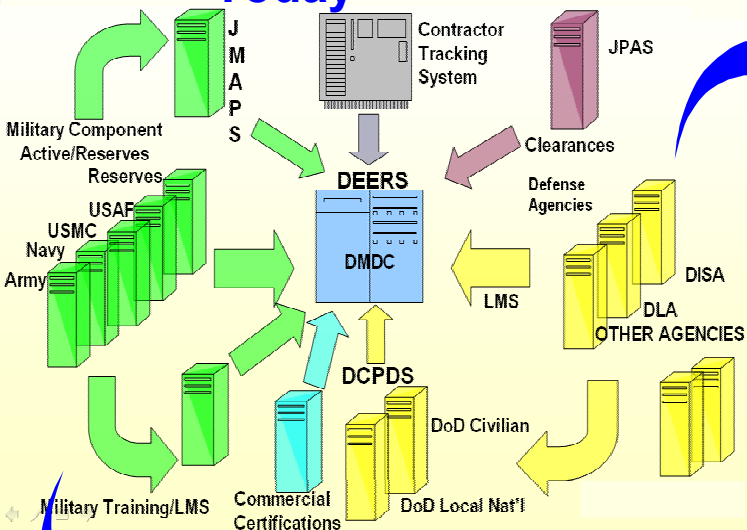 Today
J
M
A
P
S
Contractor
Tracking
System
JPAS
Military Component
Active/Reserves
Reserves
USAF
USMC
Navy
Army
DEERS
DMDC
Clearances
Defense
Agencies
LMS
DISA
DLA
OTHER AGENCIES
DCPDS
DoD Civilian
DoD Local Nat'l
Commercial
Certifications
Military Training/LMS